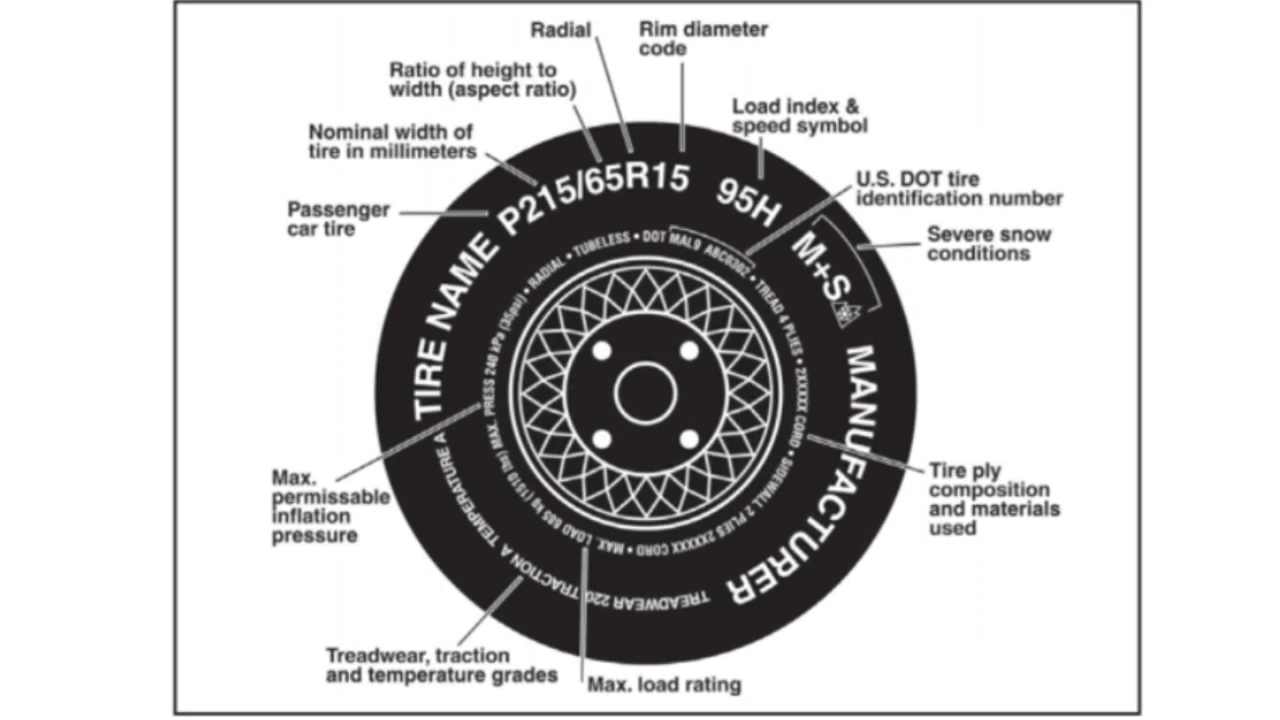 Radial
Rim diameter
code
Ratio of height to
width (aspect ratio)
Load index &
speed symbol
Nominal width of
tire in millimeters
U.S. DOT tire
identification number
Passenger
car tire
Severe snow
conditions
TIRE NAME P215/65R15 95H M+S
MANUFACTURER
TREADWEAR 220 TRACTION A TEMPERATURE A
MAX. PRESS 240 kPa (35psi) • RADIAL • TUBELESS • DOT MAL9 ABC0302 • TREAD 4 PLIES • 2XXXXX CORD • SIDEWALL 2 PLIES 2XXXXX CORD • MAX. LOAD 685 kg (1510 lbs)
Max.
permissable
inflation
pressure
Tire ply
composition
and materials
used
Treadwear, traction
and temperature grades
Max. load rating